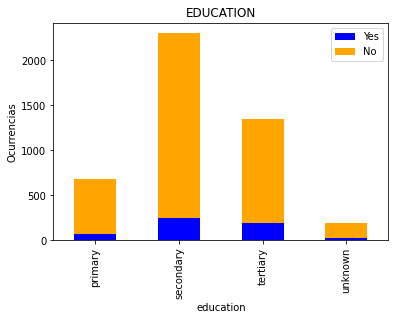 EDUCATION
Yes
No
Ocurrencias
2000
1500
1000
500
0
primary
secondary
tertiary
unknown
education